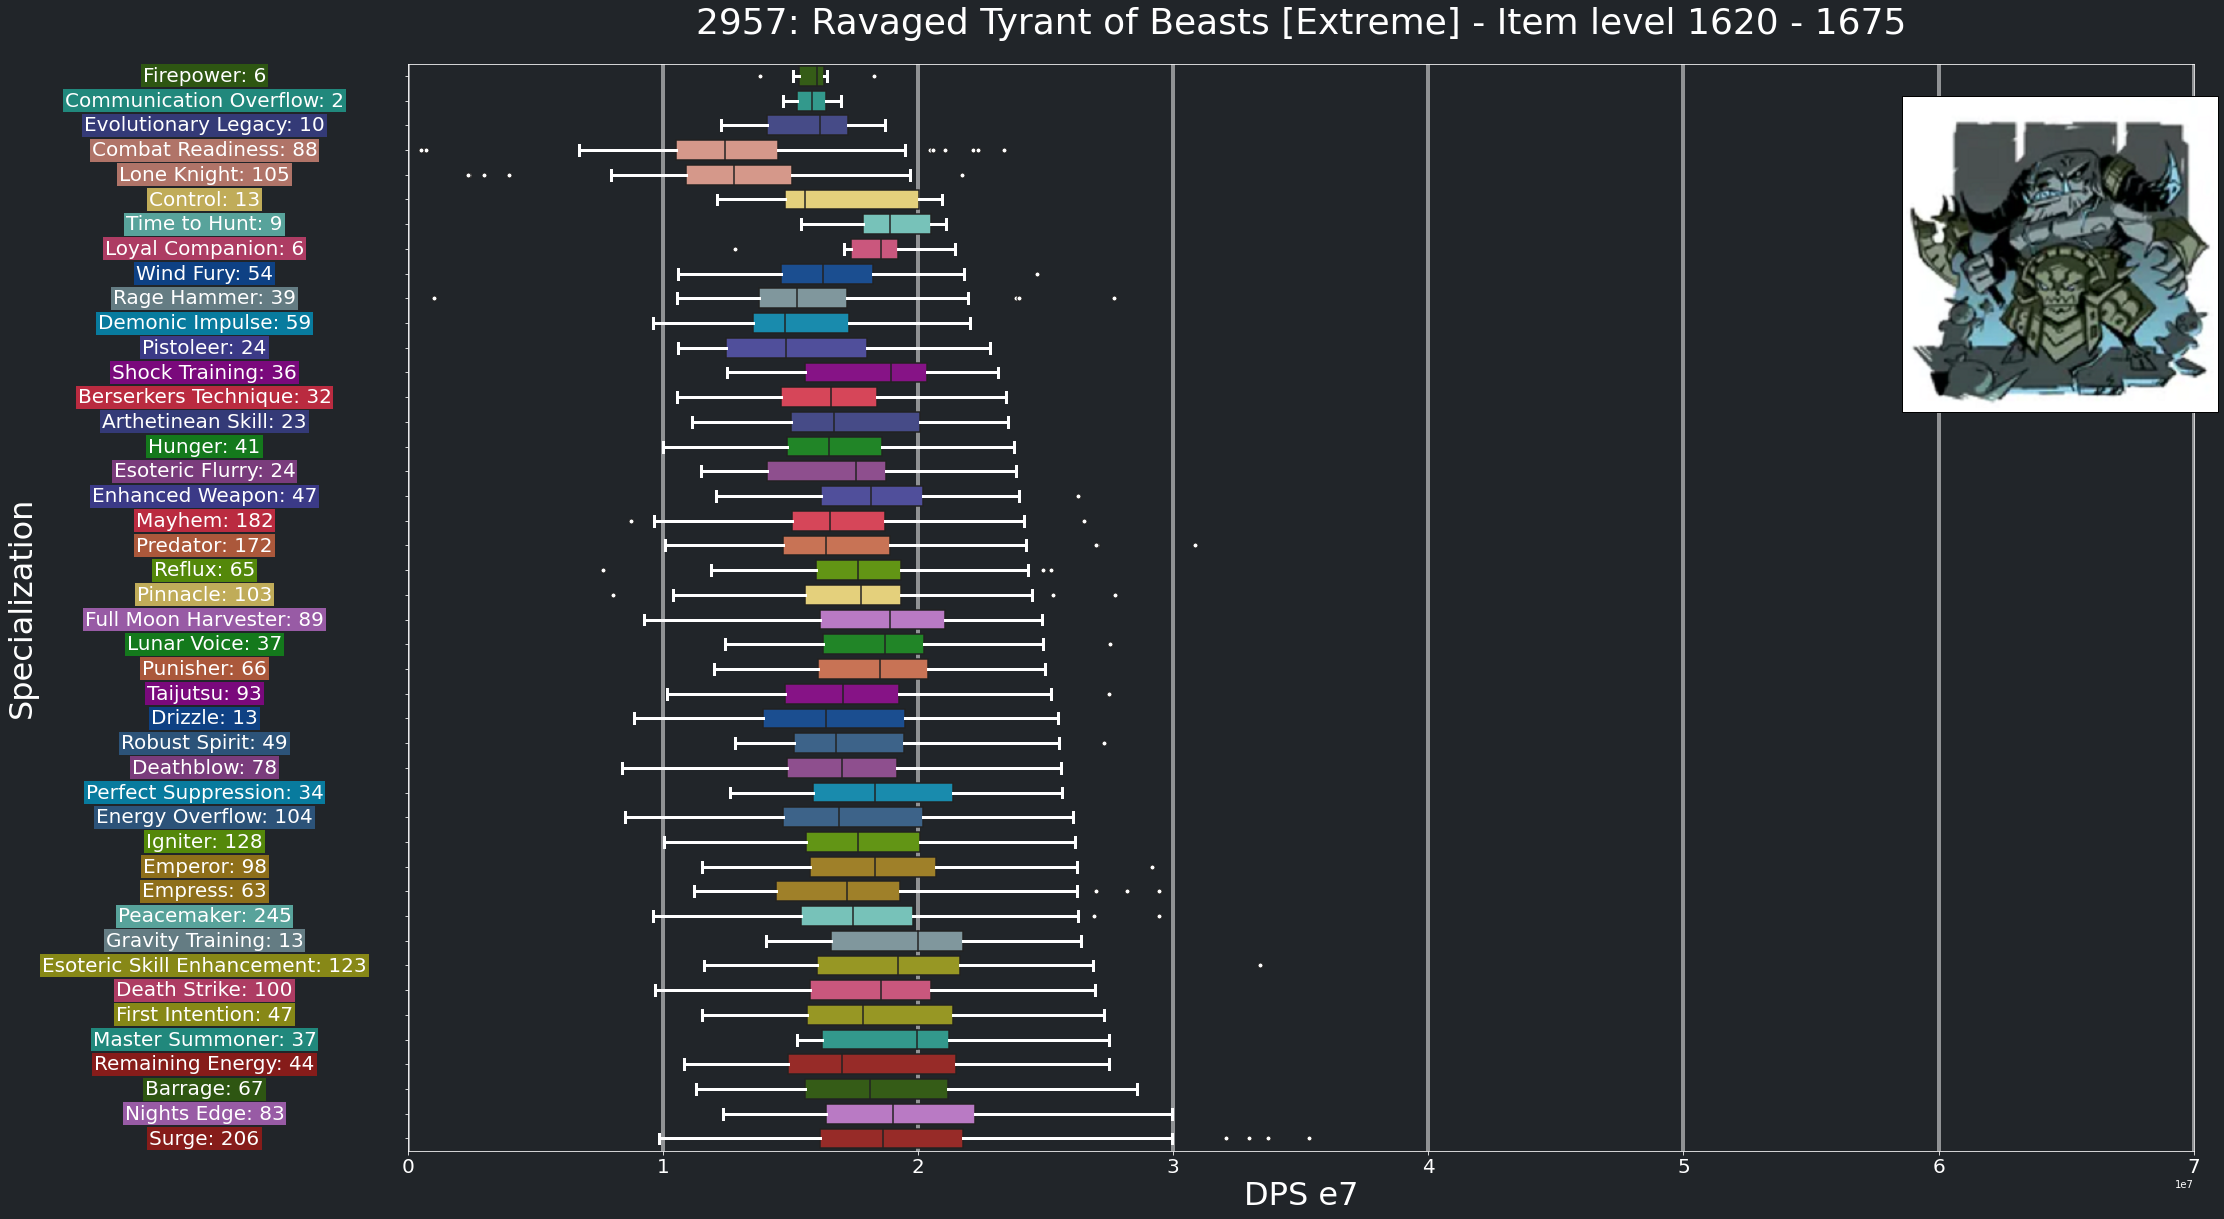 2957: Ravaged Tyrant of Beasts [Extreme] - Item level 1620 - 1675
Specialization
Firepower: 6
Communication Overflow: 2
Evolutionary Legacy: 10
Combat Readiness: 88
Lone Knight: 105
Control: 13
Time to Hunt: 9
Loyal Companion: 6
Wind Fury: 54
Rage Hammer: 39
Demonic Impulse: 59
Pistoleer: 24
Shock Training: 36
Berserkers Technique: 32
Arthetinean Skill: 23
Hunger: 41
Esoteric Flurry: 24
Enhanced Weapon: 47
Mayhem: 182
Predator: 172
Reflux: 65
Pinnacle: 103
Full Moon Harvester: 89
Lunar Voice: 37
Punisher: 66
Taijutsu: 93
Drizzle: 13
Robust Spirit: 49
Deathblow: 78
Perfect Suppression: 34
Energy Overflow: 104
Igniter: 128
Emperor: 98
Empress: 63
Peacemaker: 245
Gravity Training: 13
Esoteric Skill Enhancement: 123
Death Strike: 100
First Intention: 47
Master Summoner: 37
Remaining Energy: 44
Barrage: 67
Nights Edge: 83
Surge: 206
0 1 2 3 4 5 6 7
1e7
DPS e7